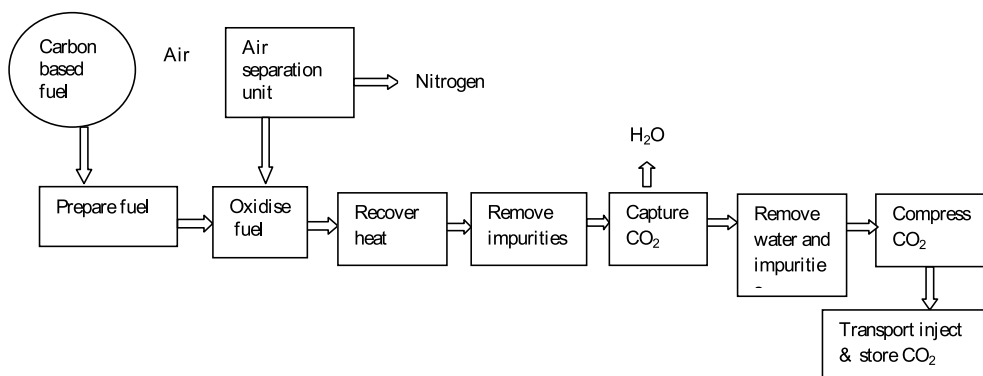 Carbon
based
fuel
Air
Air
separation
unit
Nitrogen
H₂O
Prepare fuel
Oxidise
fuel
Recover
heat
Remove
impurities
Capture
CO₂
Remove
water and
impuritie
Compress
CO₂
Transport inject
& store CO₂